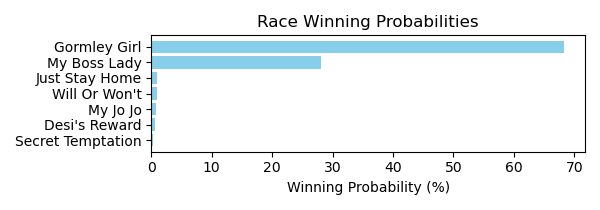 Race Winning Probabilities
Gormley Girl
My Boss Lady
Just Stay Home
Will Or Won't
My Jo Jo
Desi's Reward
Secret Temptation
0 10 20 30 40 50 60 70
Winning Probability (%)